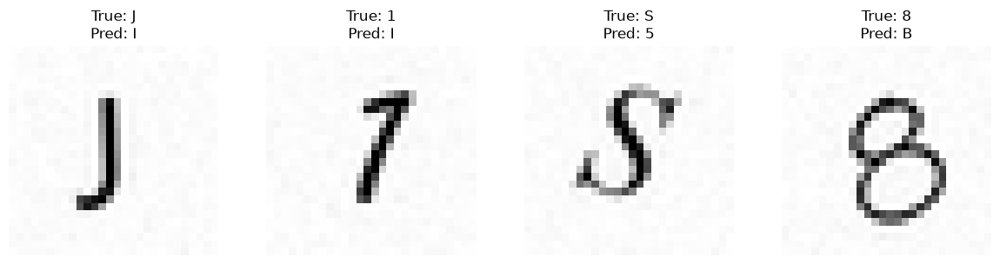 True: J
Pred: I
True: 1
Pred: I
True: S
Pred: 5
True: 8
Pred: B
J
1
S
8